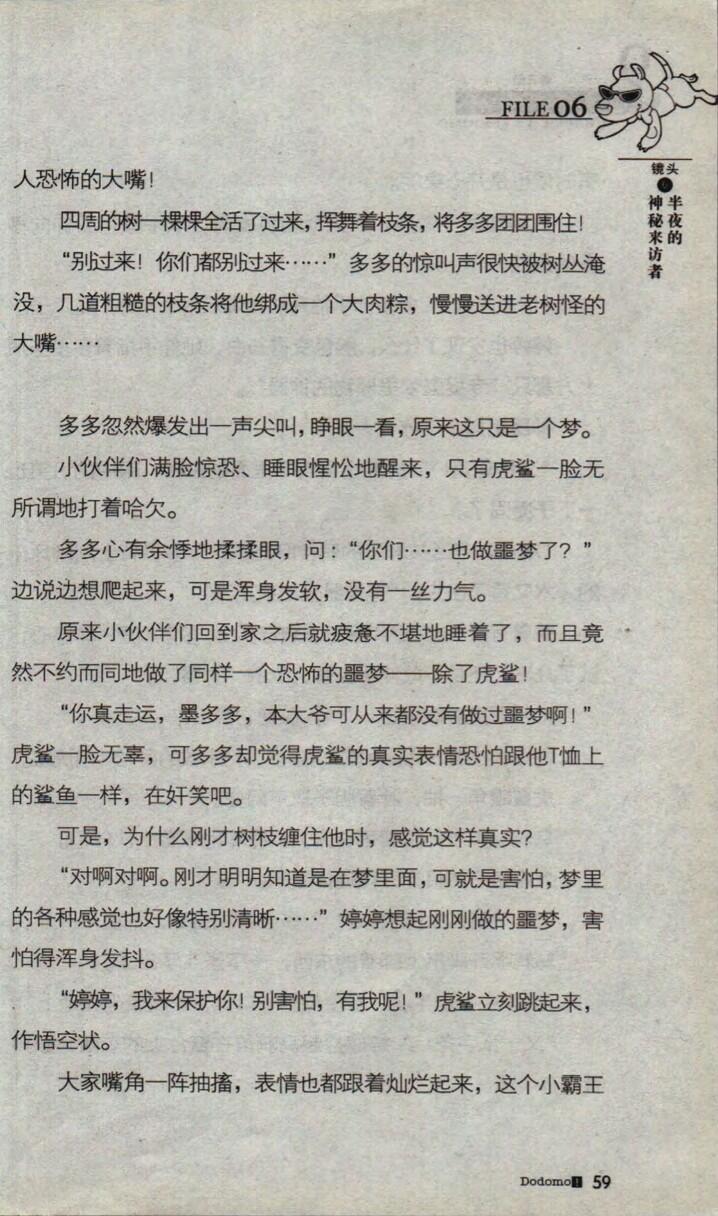 FILE 06
镜头
半夜的
神秘来访者
人恐怖的大嘴！
四周的树一棵棵全活了过来，挥舞着枝条，将多多团团围住！
“别过来！你们都别过来……”多多的惊叫声很快被树丛淹
没，几道粗糙的枝条将他绑成一个大肉粽，慢慢送进老树怪的
大嘴……
多多忽然爆发出一声尖叫，睁眼一看，原来这只是一个梦。
小伙伴们满脸惊恐、睡眼惺忪地醒来，只有虎鲨一脸无
所谓地打着哈欠。
多多心有余悸地揉揉眼，问：“你们……也做噩梦了？”
边说边想爬起来，可是浑身发软，没有一丝力气。
原来小伙伴们回到家之后就疲惫不堪地睡着了，而且竟
然不约而同地做了同样一个恐怖的噩梦——除了虎鲨！
“你真走运，墨多多，本大爷可从来都没有做过噩梦啊！”
虎鲨一脸无辜，可多多却觉得虎鲨的真实表情恐怕跟他T恤上
的鲨鱼一样，在奸笑吧。
可是，为什么刚才树枝缠住他时，感觉这样真实？
“对啊对啊。刚才明明知道是在梦里面，可就是害怕，梦里
的各种感觉也好像特别清晰……”婷婷想起刚刚做的噩梦，害
怕得浑身发抖。
“婷婷，我来保护你！别害怕，有我呢！”虎鲨立刻跳起来，
作悟空状。
大家嘴角一阵抽搐，表情也都跟着灿烂起来，这个小霸王
Dodomo 1 59